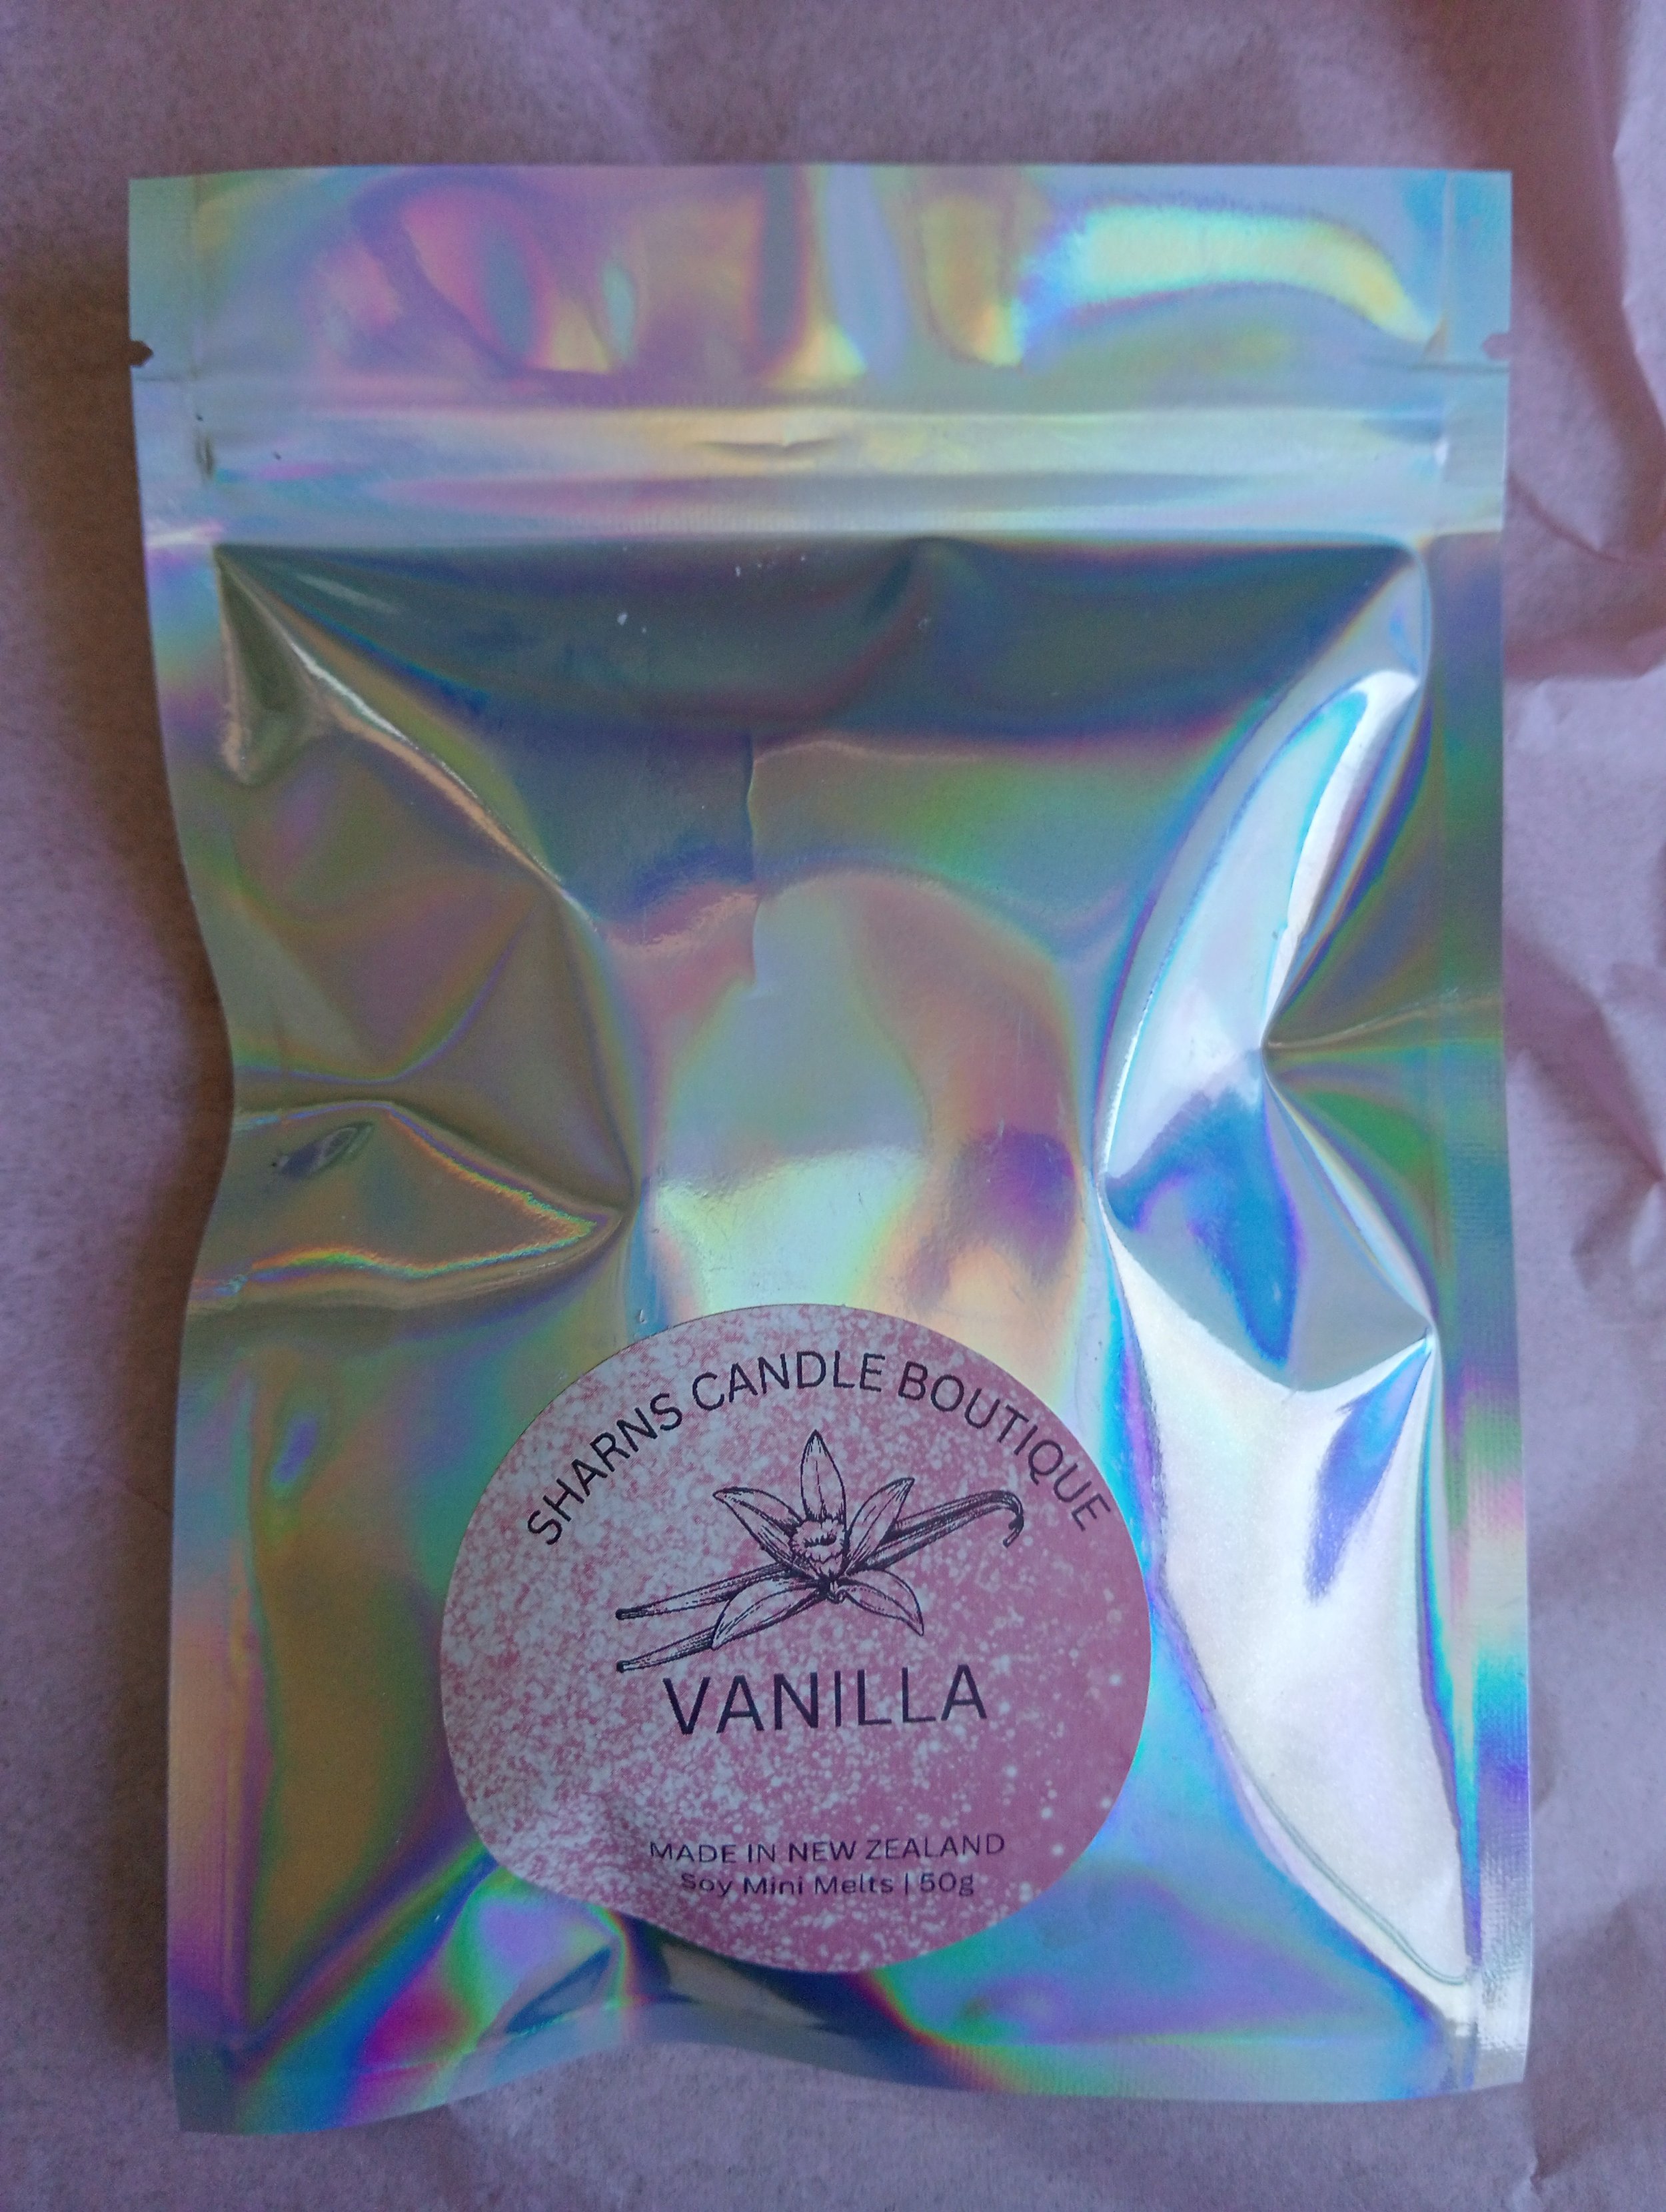 SHARNS CANDLE BOUTIQUE
VANILLA
MADE IN NEW ZEALAND
Soy Mini Melts | 50g